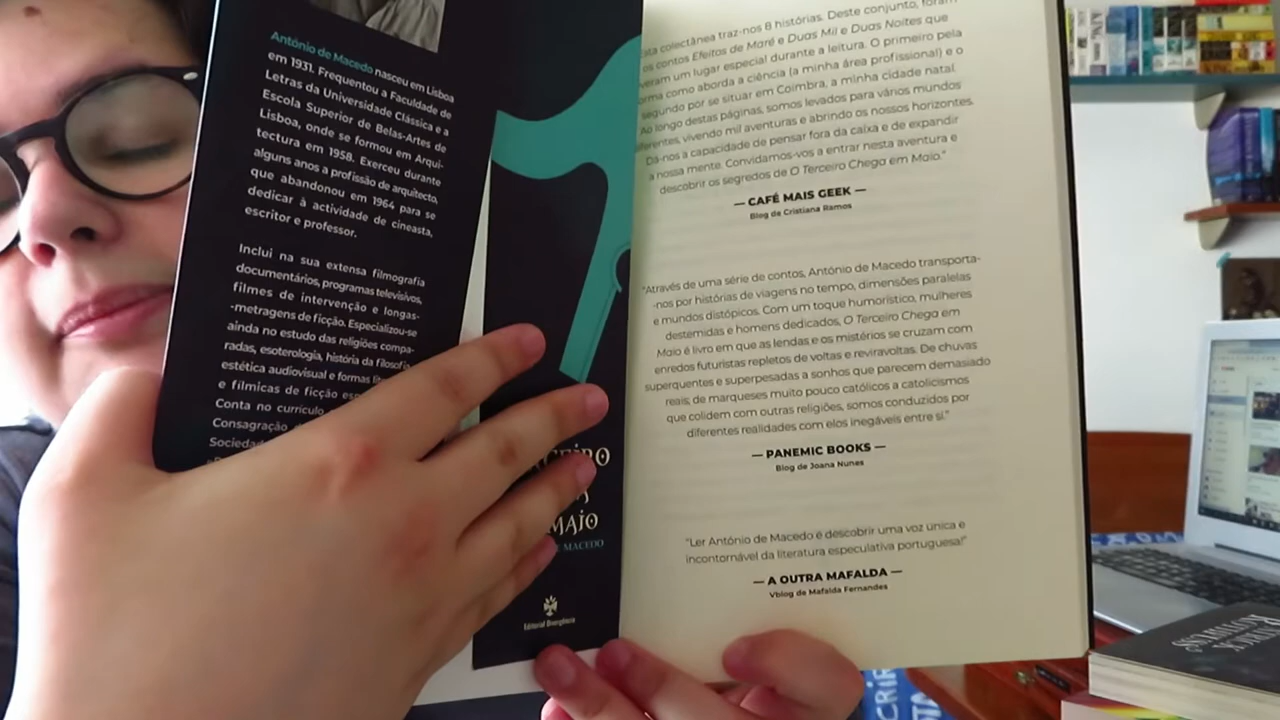 António de Macedo nasceu em Lisboa
em 1931. Frequentou a Faculdade de
Letras da Universidade Clássica e a
Escola Superior de Belas-Artes de
Lisboa, onde se formou em Arqui-
tectura em 1958. Exerceu durante
alguns anos a profissão de arquitecto,
que abandonou em 1964 para se
dedicar à actividade de cineasta,
escritor e professor.
Inclui na sua extensa filmografia
documentários, programas televisivos,
filmes de intervenção e longas-
-metragens de ficção. Especializou-se
ainda no estudo das religiões compa-
radas, esoterologia, história da filosofia,
estética audiovisual e formas
e fílmicas de ficção
Conta no currículo
Consagração
MAIO
MACEDO
Editorial Divergência
colectânea traz-nos 8 histórias. Deste conjunto, foram
os contos Efeitos de Maré e Duas Mil e Duas Noites que
um lugar especial durante a leitura. O primeiro pela
como aborda a ciência (a minha área profissional) e o
segundo por se situar em Coimbra, a minha cidade natal.
Ao longo destas páginas, somos levados para vários mundos
diferentes, vivendo mil aventuras e abrindo os nossos horizontes.
Dá-nos a capacidade de pensar fora da caixa e de expandir
a nossa mente. Convidamos-vos a entrar nesta aventura e
descobrir os segredos de O Terceiro Chega em Maio."
— CAFÉ MAIS GEEK —
Blog de Cristiana Ramos
"Através de uma série de contos, António de Macedo transporta-
-nos por histórias de viagens no tempo, dimensões paralelas
e mundos distópicos. Com um toque humorístico, mulheres
destemidas e homens dedicados, O Terceiro Chega em
Maio é livro em que as lendas e os mistérios se cruzam com
enredos futuristas repletos de voltas e reviravoltas. De chuvas
superquentes e superpesadas a sonhos que parecem demasiado
reais; de marqueses muito pouco católicos a catolicismos
que colidem com outras religiões, somos conduzidos por
diferentes realidades com elos inegáveis entre si."
— PANEMIC BOOKS —
Blog de Joana Nunes
"Ler António de Macedo é descobrir uma voz única e
incontornável da literatura especulativa portuguesa!"
— A OUTRA MAFALDA —
Vblog de Mafalda Fernandes